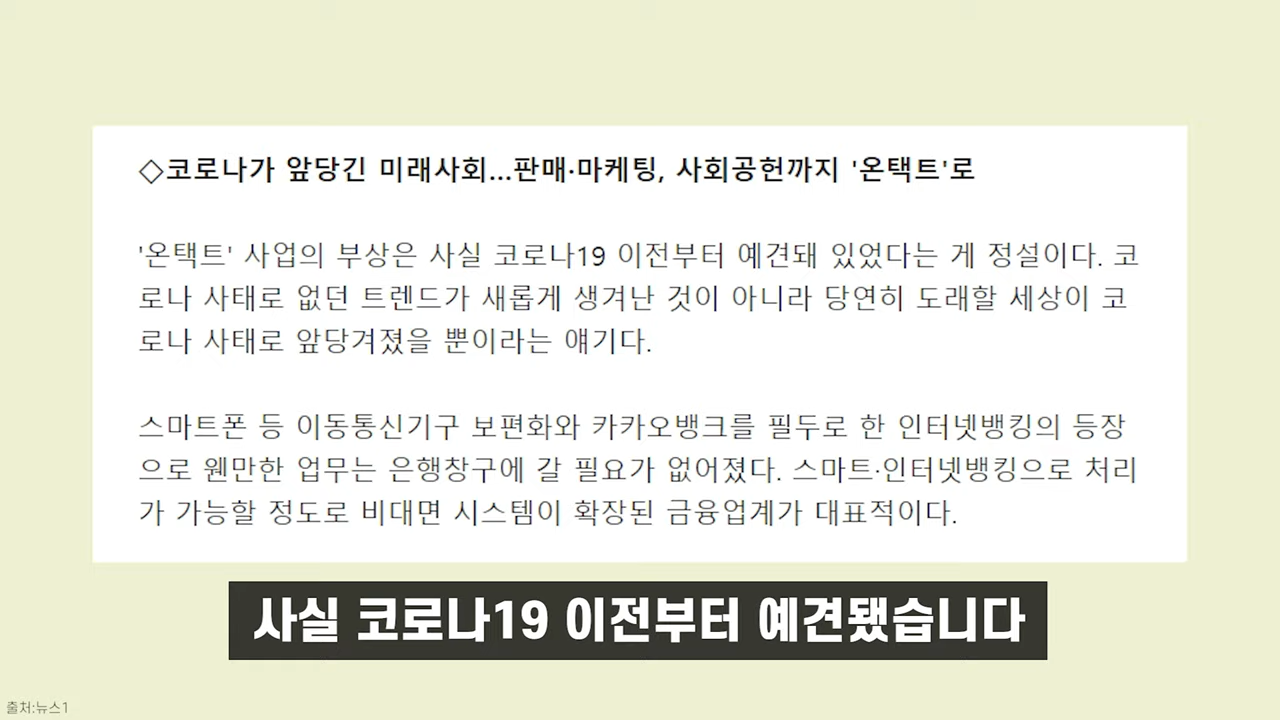 ◇코로나가 앞당긴 미래사회...판매·마케팅, 사회공헌까지 '온택트'로
'온택트' 사업의 부상은 사실 코로나19 이전부터 예견돼 있었다는 게 정설이다. 코
로나 사태로 없던 트렌드가 새롭게 생겨난 것이 아니라 당연히 도래할 세상이 코
로나 사태로 앞당겨졌을 뿐이라는 얘기다.
스마트폰 등 이동통신기구 보편화와 카카오뱅크를 필두로 한 인터넷뱅킹의 등장
으로 웬만한 업무는 은행창구에 갈 필요가 없어졌다. 스마트·인터넷뱅킹으로 처리
가 가능할 정도로 비대면 시스템이 확장된 금융업계가 대표적이다.
사실 코로나19 이전부터 예견됐습니다
출처:뉴스1